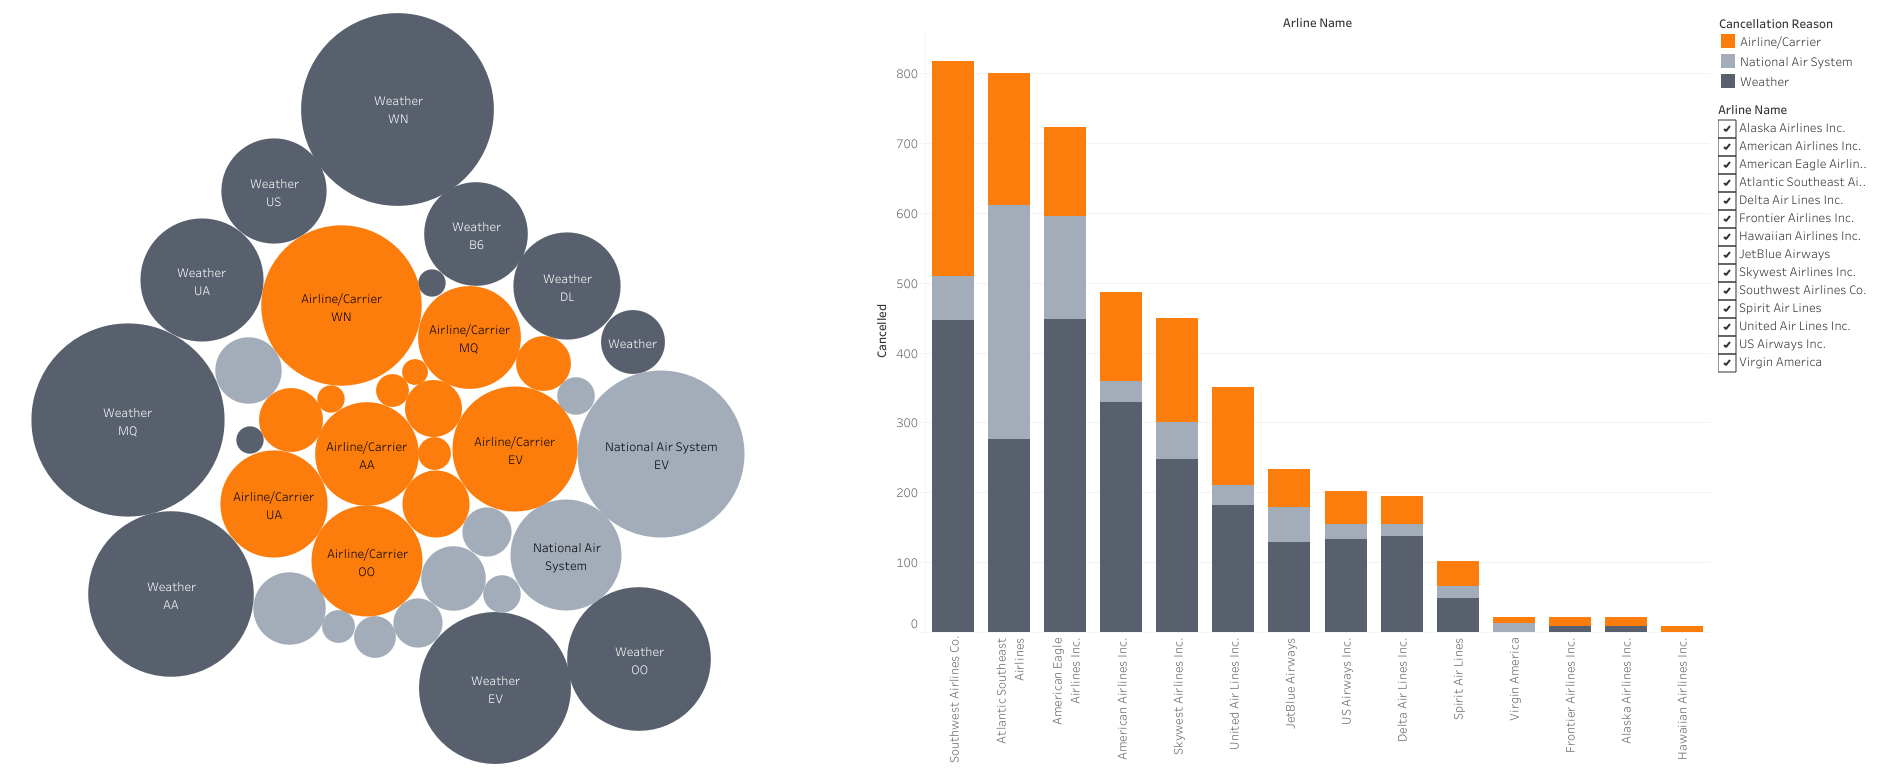 Weather
WN
Weather
US
Weather
B6
Weather
UA
Weather
DL
Airline/Carrier
WN
Airline/Carrier
MQ
Weather
Weather
MQ
Airline/Carrier
AA
Airline/Carrier
EV
National Air System
EV
Airline/Carrier
UA
Airline/Carrier
OO
National Air
System
Weather
AA
Weather
OO
Weather
EV
Arline Name
Cancelled
800
700
600
500
400
300
200
100
0
Southwest Airlines Co.
Atlantic Southeast
Airlines
American Eagle
Airlines Inc.
American Airlines Inc.
Skywest Airlines Inc.
United Air Lines Inc.
JetBlue Airways
US Airways Inc.
Delta Air Lines Inc.
Spirit Air Lines
Virgin America
Frontier Airlines Inc.
Alaska Airlines Inc.
Hawaiian Airlines Inc.
Cancellation Reason
Airline/Carrier
National Air System
Weather
Arline Name
Alaska Airlines Inc.
American Airlines Inc.
American Eagle Airlin..
Atlantic Southeast Ai..
Delta Air Lines Inc.
Frontier Airlines Inc.
Hawaiian Airlines Inc.
JetBlue Airways
Skywest Airlines Inc.
Southwest Airlines Co.
Spirit Air Lines
United Air Lines Inc.
US Airways Inc.
Virgin America